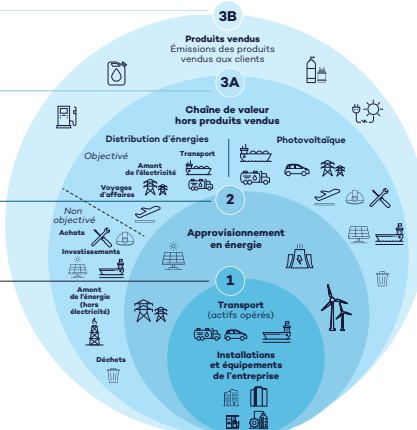 3B
Produits vendus
Émissions des produits
vendus aux clients
3A
Chaîne de valeur
hors produits vendus
Distribution d'énergies
Photovoltaïque
Objectivé
Transport
Amont
de l'électricité
Voyages
d'affaires
2
Non
objectivé
Achats
Approvisionnement
en énergie
Investissements
1
Amont
de l'énergie
(hors
électricité)
Transport
(actifs opérés)
Déchets
Installations
et équipements
de l'entreprise